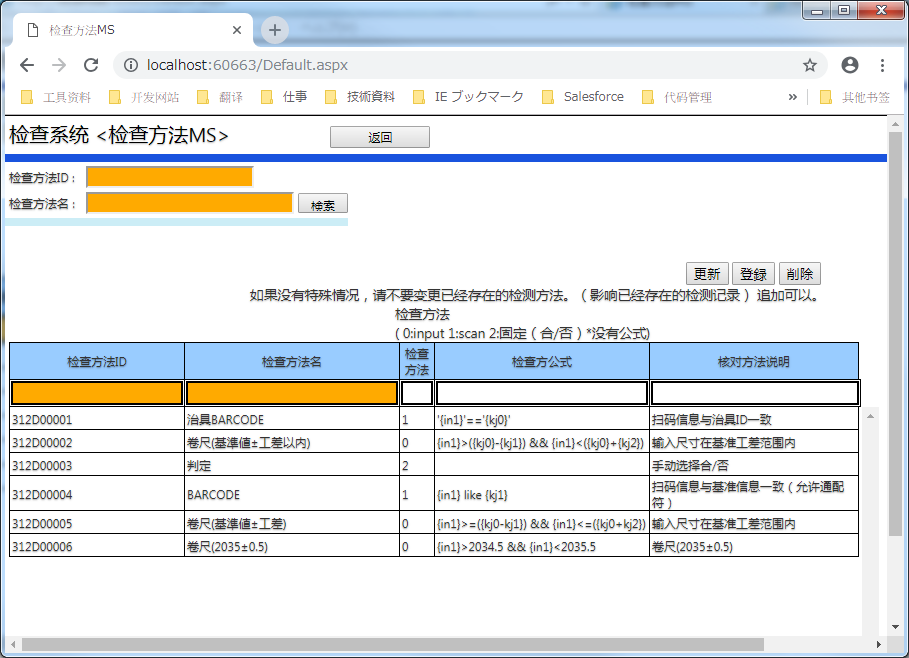 检查方法MS
localhost:60663/Default.aspx
工具资料 开发网站 翻译 仕事 技術資料 IE ブックマーク Salesforce 代码管理 » 其他书签
检查系统 <检查方法MS> 返回
检查方法ID：
检查方法名： 検索
更新 登録 削除
如果没有特殊情况，请不要变更已经存在的检测方法。（影响已经存在的检测记录）追加可以。
检查方法
（0:input 1:scan 2:固定（合/否）*没有公式)
检查方法ID 检查方法名 检查方法 检查方公式 核对方法说明
312D00001 治具BARCODE 1 '{in1}'=='{kj0}' 扫码信息与治具ID一致
312D00002 卷尺(基準値±工差以内) 0 {in1}>({kj0}-{kj1}) && {in1}<({kj0}+{kj2}) 输入尺寸在基准工差范围内
312D00003 判定 2 手动选择合/否
312D00004 BARCODE 1 {in1} like {kj1} 扫码信息与基准信息一致（允许通配符）
312D00005 卷尺(基準値±工差) 0 {in1}>=({kj0-kj1}) && {in1}<=({kj0+kj2}) 输入尺寸在基准工差范围内
312D00006 卷尺(2035±0.5) 0 {in1}>2034.5 && {in1}<2035.5 卷尺(2035±0.5)